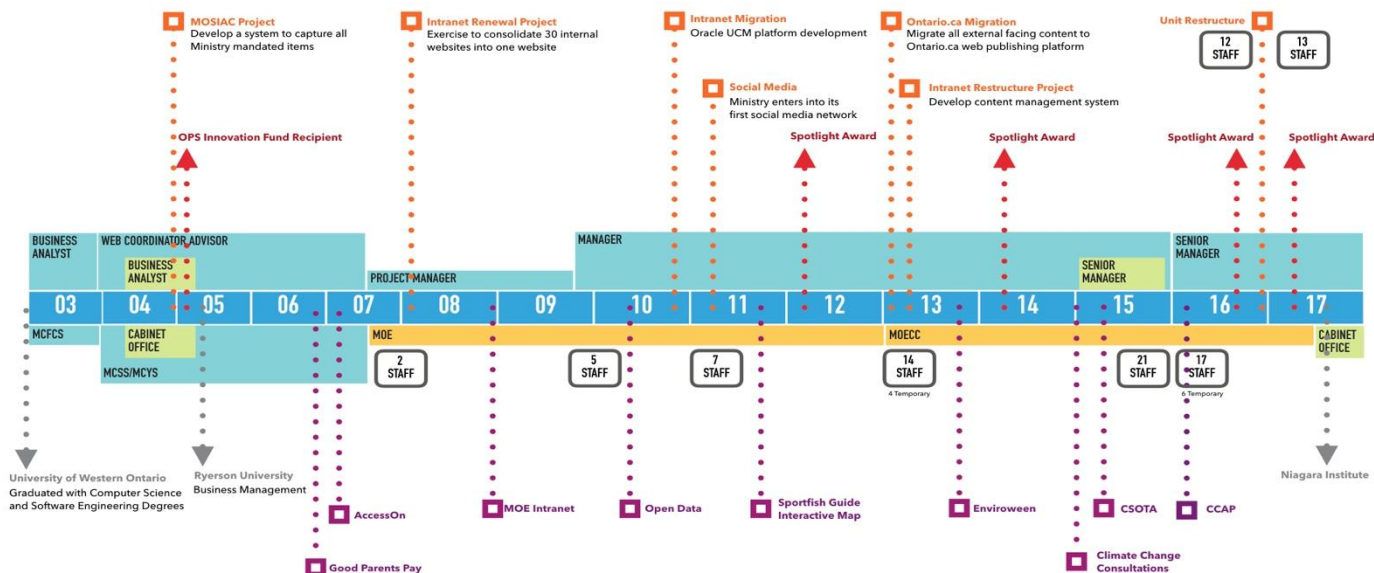 MOSIAC Project
Develop a system to capture all
Ministry mandated items
Intranet Renewal Project
Exercise to consolidate 30 internal
websites into one website
Intranet Migration
Oracle UCM platform development
Ontario.ca Migration
Migrate all external facing content to
Ontario.ca web publishing platform
Unit Restructure
12
STAFF
13
STAFF
Social Media
Ministry enters into its
first social media network
Intranet Restructure Project
Develop content management system
OPS Innovation Fund Recipient
Spotlight Award
Spotlight Award
Spotlight Award
Spotlight Award
BUSINESS
ANALYST
WEB COORDINATOR ADVISOR
BUSINESS
ANALYST
PROJECT MANAGER
MANAGER
SENIOR
MANAGER
SENIOR
MANAGER
03
04
05
06
07
08
09
10
11
12
13
14
15
16
17
MCFCS
CABINET
OFFICE
MCSS/MCYS
MOE
MOECC
CABINET
OFFICE
2
STAFF
5
STAFF
7
STAFF
14
STAFF
4 Temporary
21
STAFF
17
STAFF
6 Temporary
University of Western Ontario
Graduated with Computer Science
and Software Engineering Degrees
Ryerson University
Business Management
Niagara Institute
AccessOn
MOE Intranet
Open Data
Sportfish Guide
Interactive Map
Enviroween
CSOTA
CCAP
Good Parents Pay
Climate Change
Consultations